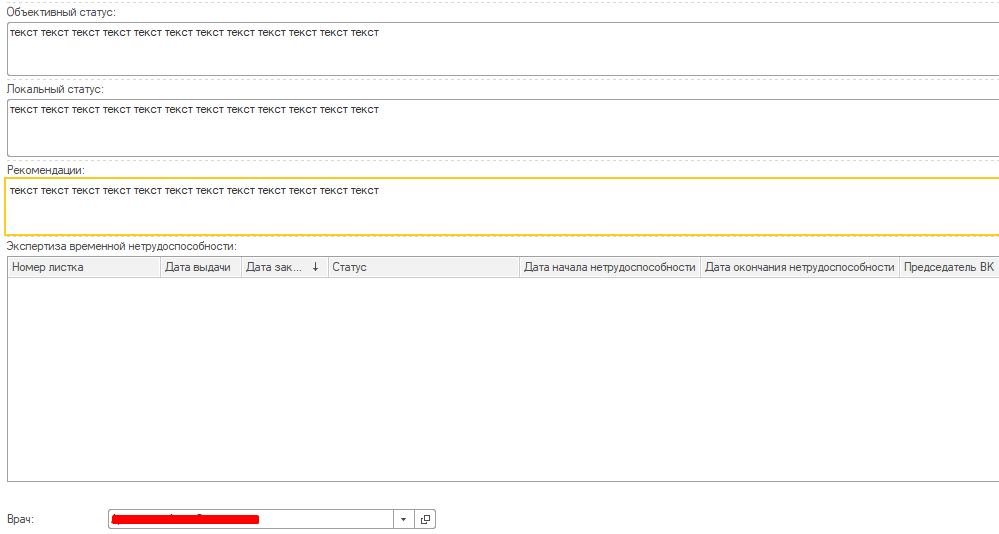 Объективный статус:
текст текст текст текст текст текст текст текст текст текст текст текст
Локальный статус:
текст текст текст текст текст текст текст текст текст текст текст текст
Рекомендации:
текст текст текст текст текст текст текст текст текст текст текст текст
Экспертиза временной нетрудоспособности:
Номер листка Дата выдачи Дата зак... ↓ Статус Дата начала нетрудоспособности Дата окончания нетрудоспособности Председатель ВК
Врач: